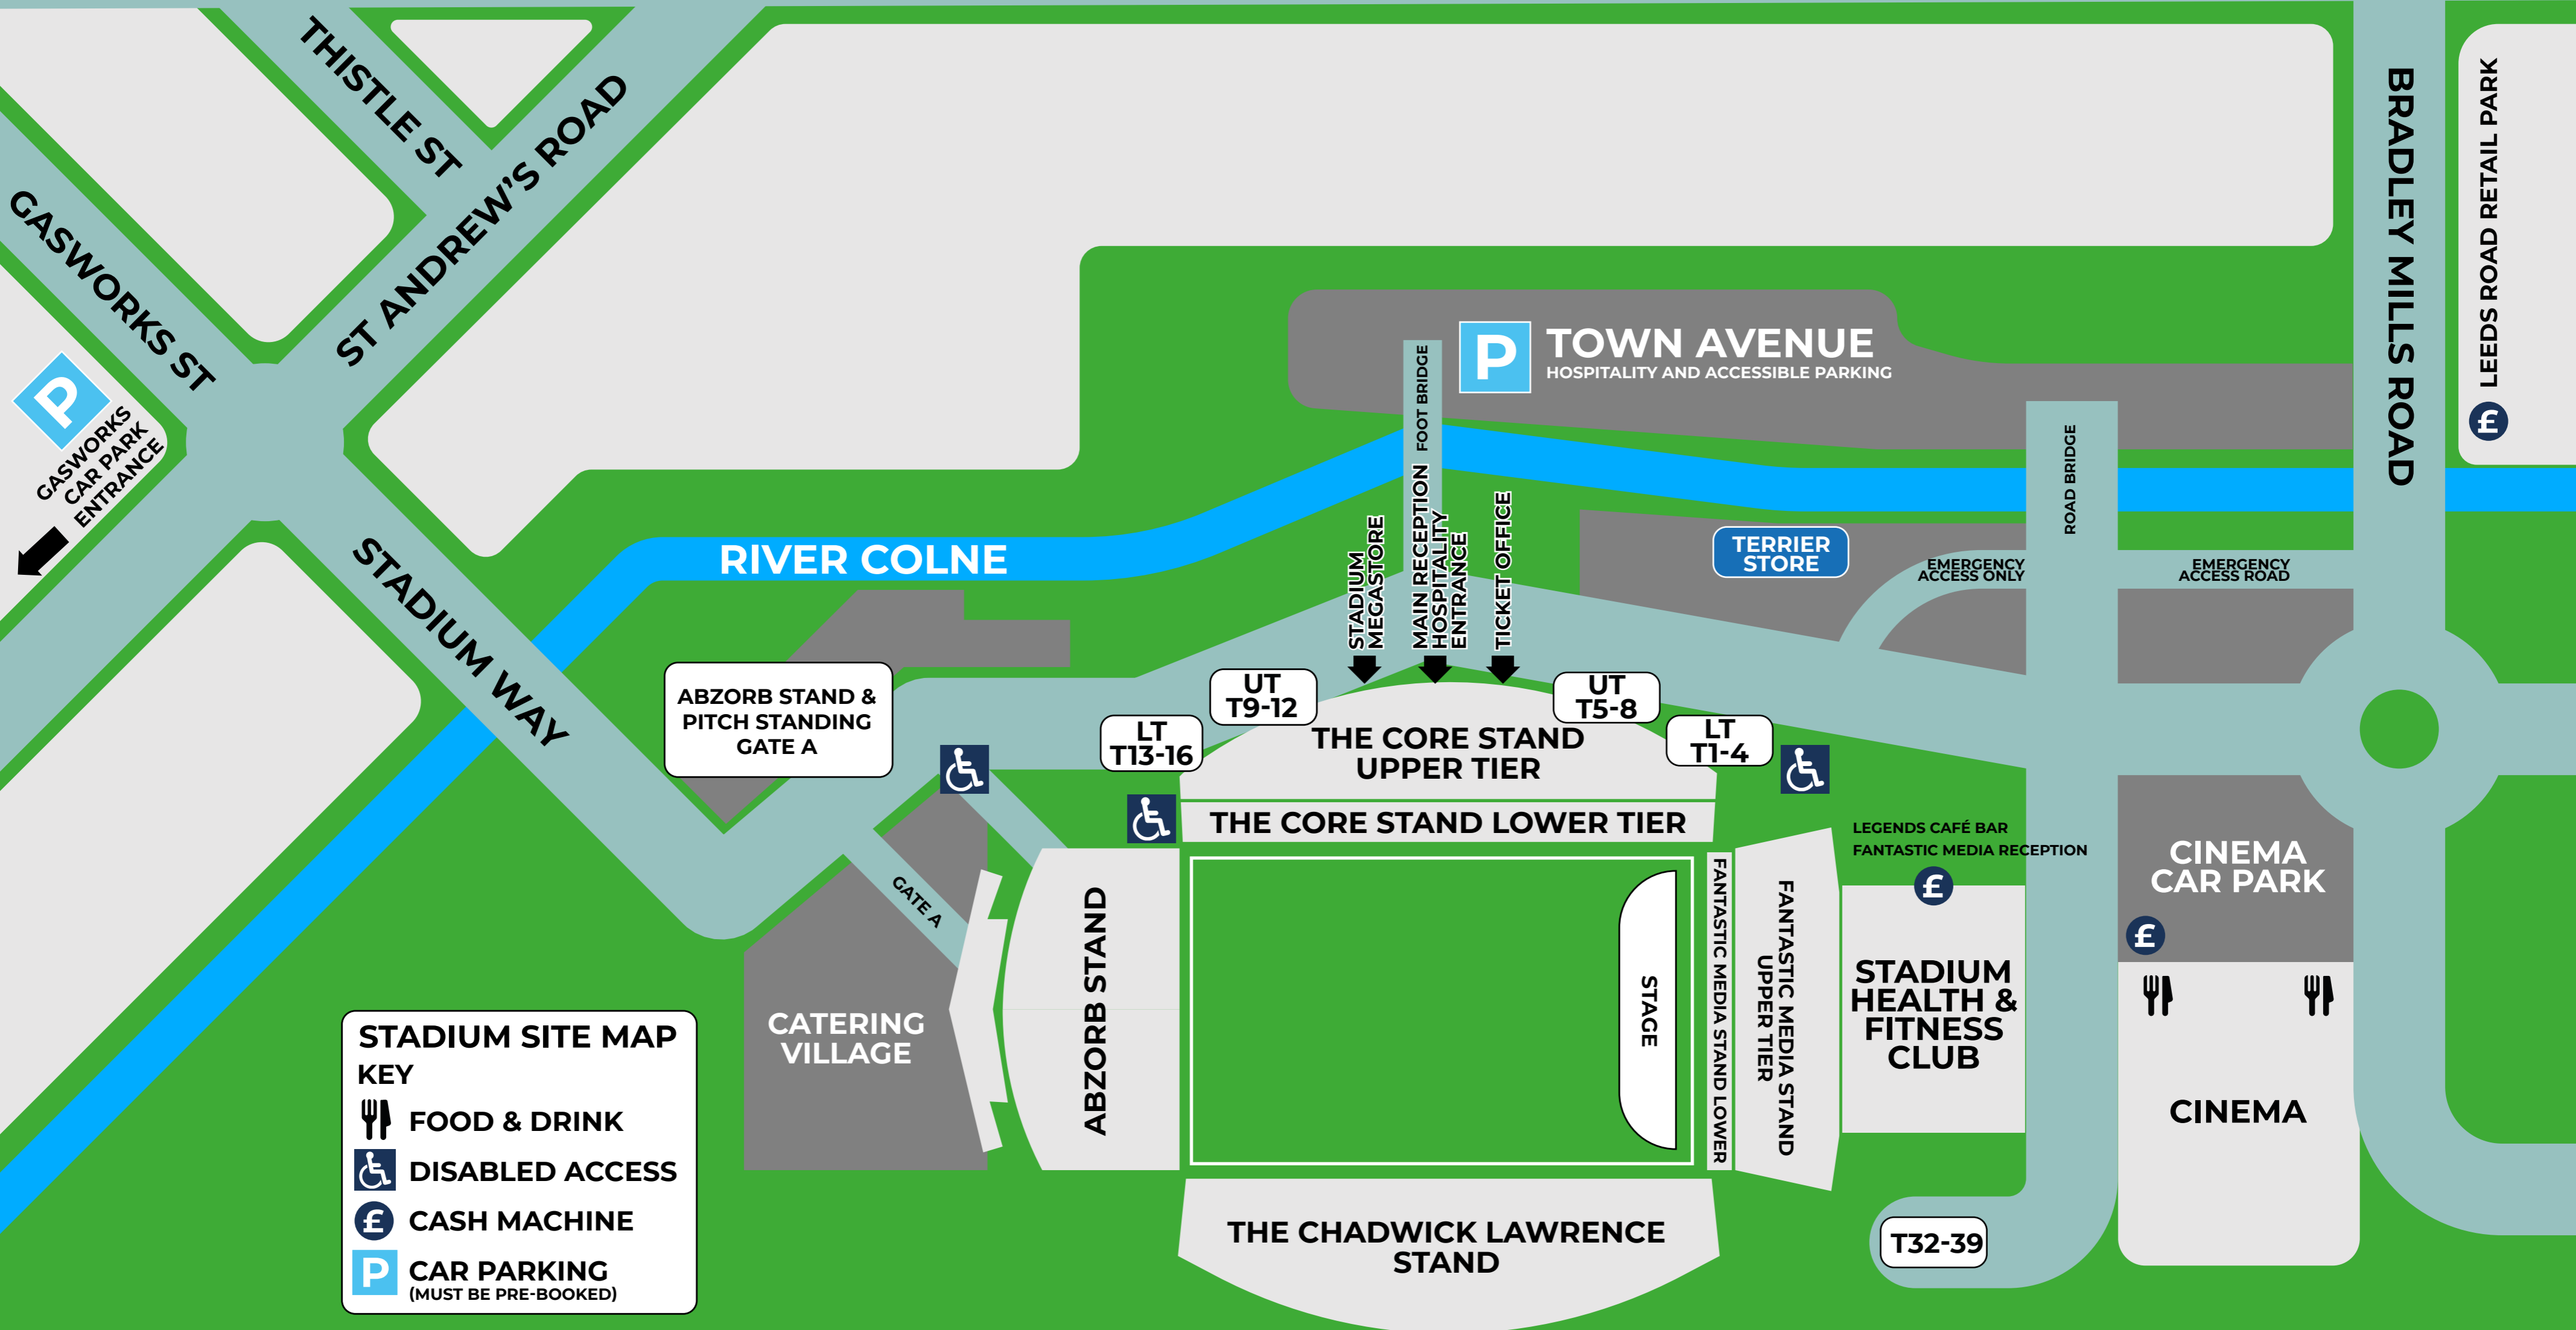 THISTLE ST
ST ANDREW'S ROAD
GASWORKS ST
P
GASWORKS
CAR PARK
ENTRANCE
STADIUM WAY
RIVER COLNE
P
TOWN AVENUE
HOSPITALITY AND ACCESSIBLE PARKING
FOOT BRIDGE
BRADLEY MILLS ROAD
LEEDS ROAD RETAIL PARK
£
ROAD BRIDGE
TERRIER
STORE
EMERGENCY
ACCESS ONLY
EMERGENCY
ACCESS ROAD
STADIUM
MEGASTORE
MAIN RECEPTION
HOSPITALITY
ENTRANCE
TICKET OFFICE
ABZORB STAND &
PITCH STANDING
GATE A
LT
T13-16
UT
T9-12
UT
T5-8
LT
T1-4
THE CORE STAND
UPPER TIER
THE CORE STAND LOWER TIER
GATE A
CATERING
VILLAGE
ABZORB STAND
STAGE
FANTASTIC MEDIA STAND LOWER
FANTASTIC MEDIA STAND
UPPER TIER
LEGENDS CAFÉ BAR
FANTASTIC MEDIA RECEPTION
£
STADIUM
HEALTH &
FITNESS
CLUB
CINEMA
CAR PARK
£
CINEMA
THE CHADWICK LAWRENCE
STAND
T32-39
STADIUM SITE MAP
KEY
FOOD & DRINK
DISABLED ACCESS
£ CASH MACHINE
P CAR PARKING
(MUST BE PRE-BOOKED)